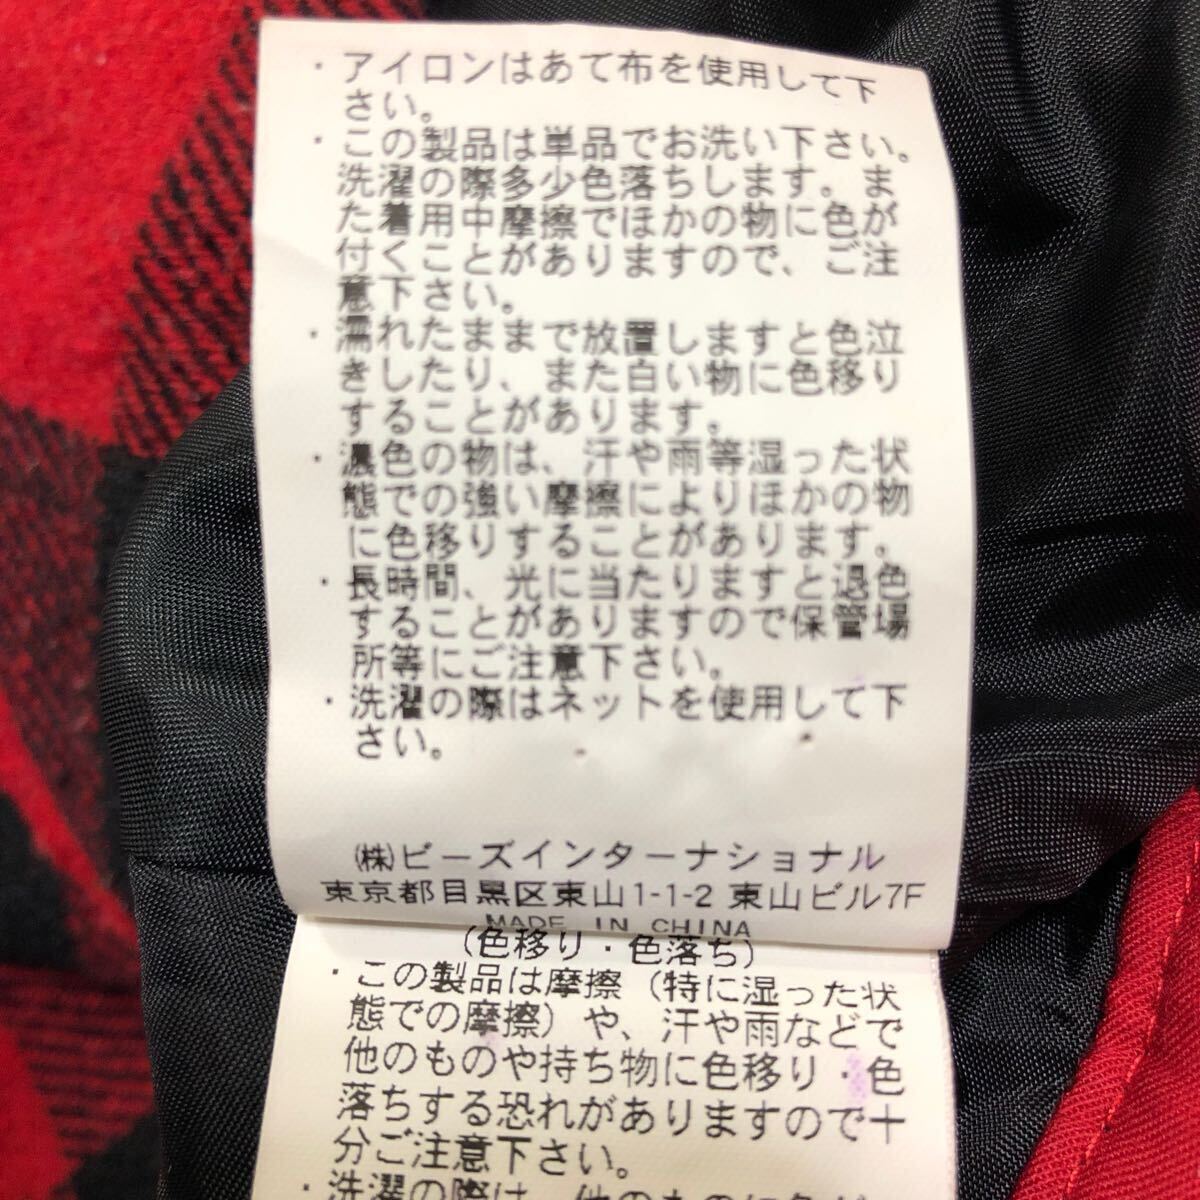 ・アイロンはあて布を使用して下
さい。
・この製品は単品でお洗い下さい。
洗濯の際多少色落ちします。ま
た着用中摩擦でほかの物に色が
付くことがありますので、ご注
意下さい。
・濡れたままで放置しますと色泣
きしたり、また白い物に色移り
することがあります。
・濃色の物は、汗や雨等湿った状
態での強い摩擦によりほかの物
に色移りすることがあります。
・長時間、光に当たりますと退色
することがありますので保管場
所等にご注意下さい。
・洗濯の際はネットを使用して下
さい。
㈱ビーズインターナショナル
東京都目黒区東山1-1-2 東山ビル7F
MADE IN CHINA
(色移り・色落ち)
・この製品は摩擦(特に湿った状
態での摩擦)や、汗や雨などで
他のものや持ち物に色移り・色
落ちする恐れがありますので十
分ご注意下さい。
・洗濯の際は、他のものに色が